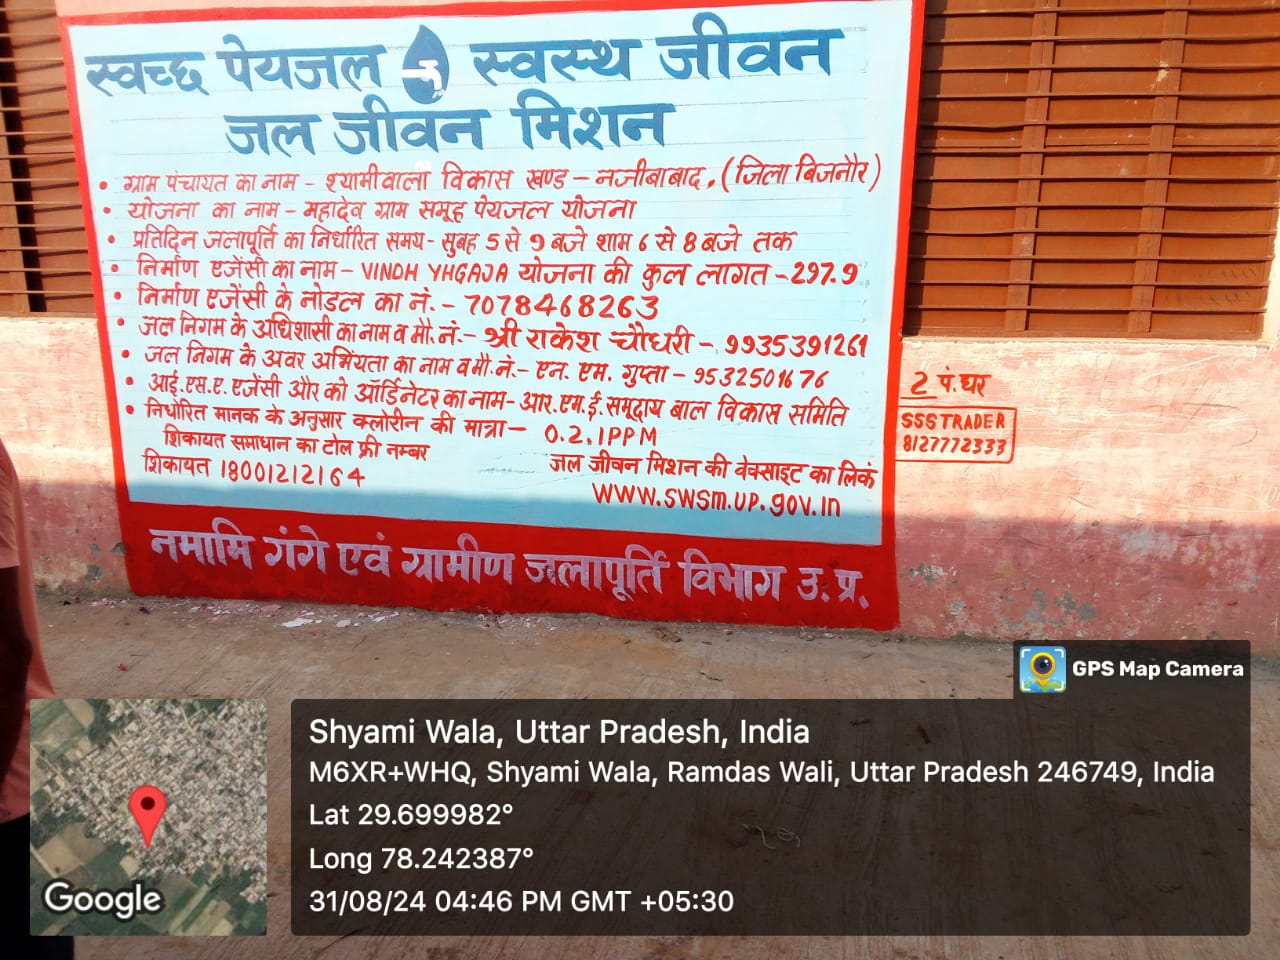 स्वच्छ पेयजल स्वस्थ जीवन
जल जीवन मिशन
• ग्राम पंचायत का नाम - श्यामीवाला विकास खण्ड - नजीबाबाद, (जिला बिजनौर)
• योजना का नाम - महादेव ग्राम समूह पेयजल योजना
• प्रतिदिन जलापूर्ति का निर्धारित समय - सुबह 5 से 9 बजे शाम 6 से 8 बजे तक
• निर्माण एजेंसी का नाम - VINDH YHGAJA योजना की कुल लागत - 297.9
• निर्माण एजेंसी के नोडल का नं. - 7078468263
• जल निगम के अधिशासी का नाम व मौ. नं. - श्री राकेश चौधरी - 9935391261
• जल निगम के अवर अभियंता का नाम व मौ. नं. - एन. एम. गुप्ता - 9532501676
• आई.एस.ए. एजेंसी और को ऑर्डिनेटर का नाम - आर.एम.ई. समूदाय बाल विकास समिति
• निर्धारित मानक के अनुसार क्लोरीन की मात्रा - 0.2.1PPM
शिकायत समाधान का टोल फ्री नम्बर
शिकायत 18001212164
जल जीवन मिशन की वेबसाइट का लिकं
www.swsm.up.gov.in
नमामि गंगे एवं ग्रामीण जलापूर्ति विभाग उ. प्र.
2 पं. घर
SSS TRADER
8127772333
GPS Map Camera
Shyami Wala, Uttar Pradesh, India
M6XR+WHQ, Shyami Wala, Ramdas Wali, Uttar Pradesh 246749, India
Lat 29.699982°
Long 78.242387°
31/08/24 04:46 PM GMT +05:30
Google